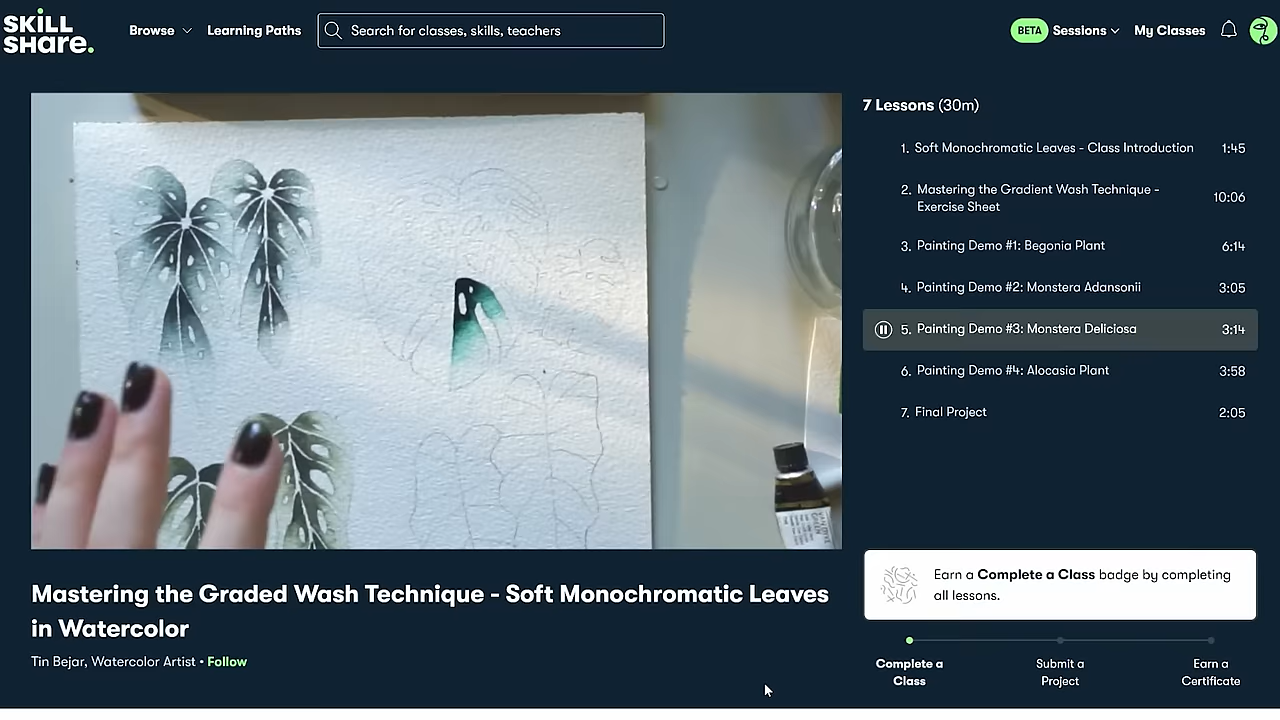 SKiLL
SHare.
Browse
Learning Paths
Search for classes, skills, teachers
BETA
Sessions
My Classes
7 Lessons (30m)
1. Soft Monochromatic Leaves - Class Introduction 1:45
2. Mastering the Gradient Wash Technique -
Exercise Sheet 10:06
3. Painting Demo #1: Begonia Plant 6:14
4. Painting Demo #2: Monstera Adansonii 3:05
5. Painting Demo #3: Monstera Deliciosa 3:14
6. Painting Demo #4: Alocasia Plant 3:58
7. Final Project 2:05
Mastering the Graded Wash Technique - Soft Monochromatic Leaves
in Watercolor
Tin Bejar, Watercolor Artist • Follow
Earn a Complete a Class badge by completing
all lessons.
Complete a
Class
Submit a
Project
Earn a
Certificate